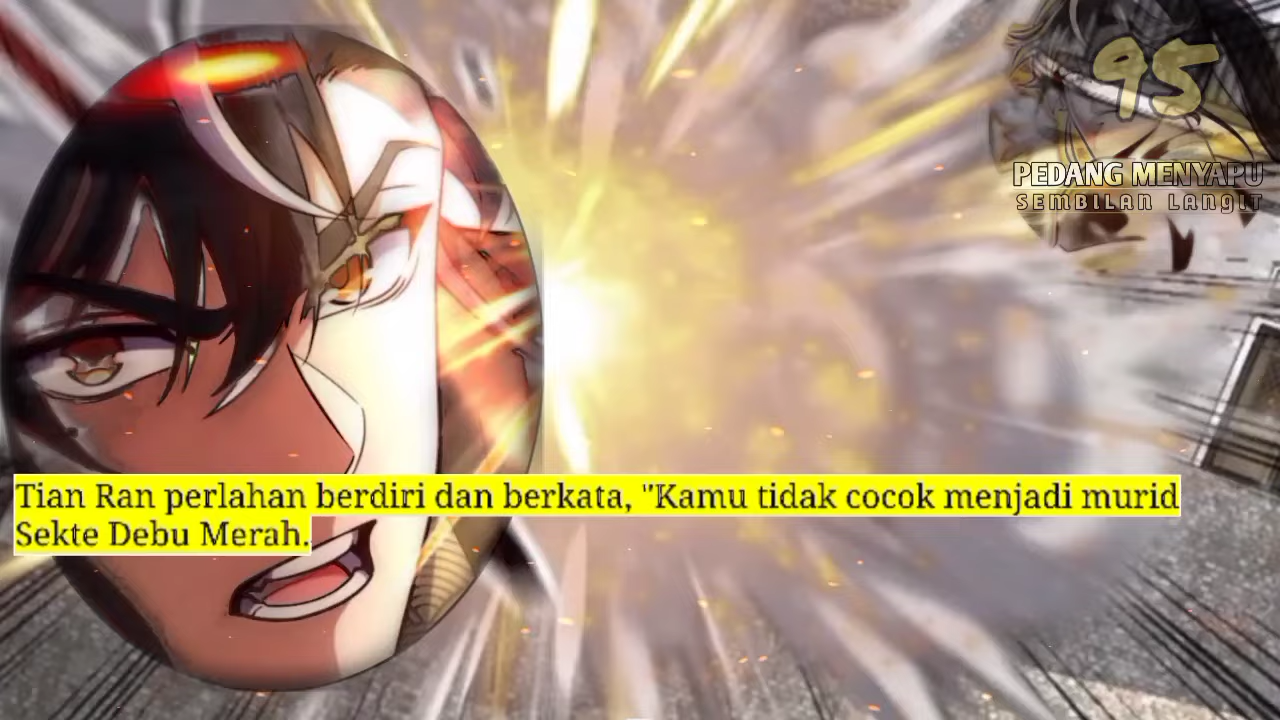 95
PEDANG MENYAPU
SEMBILAN LANGIT
Tian Ran perlahan berdiri dan berkata, "Kamu tidak cocok menjadi murid
Sekte Debu Merah.